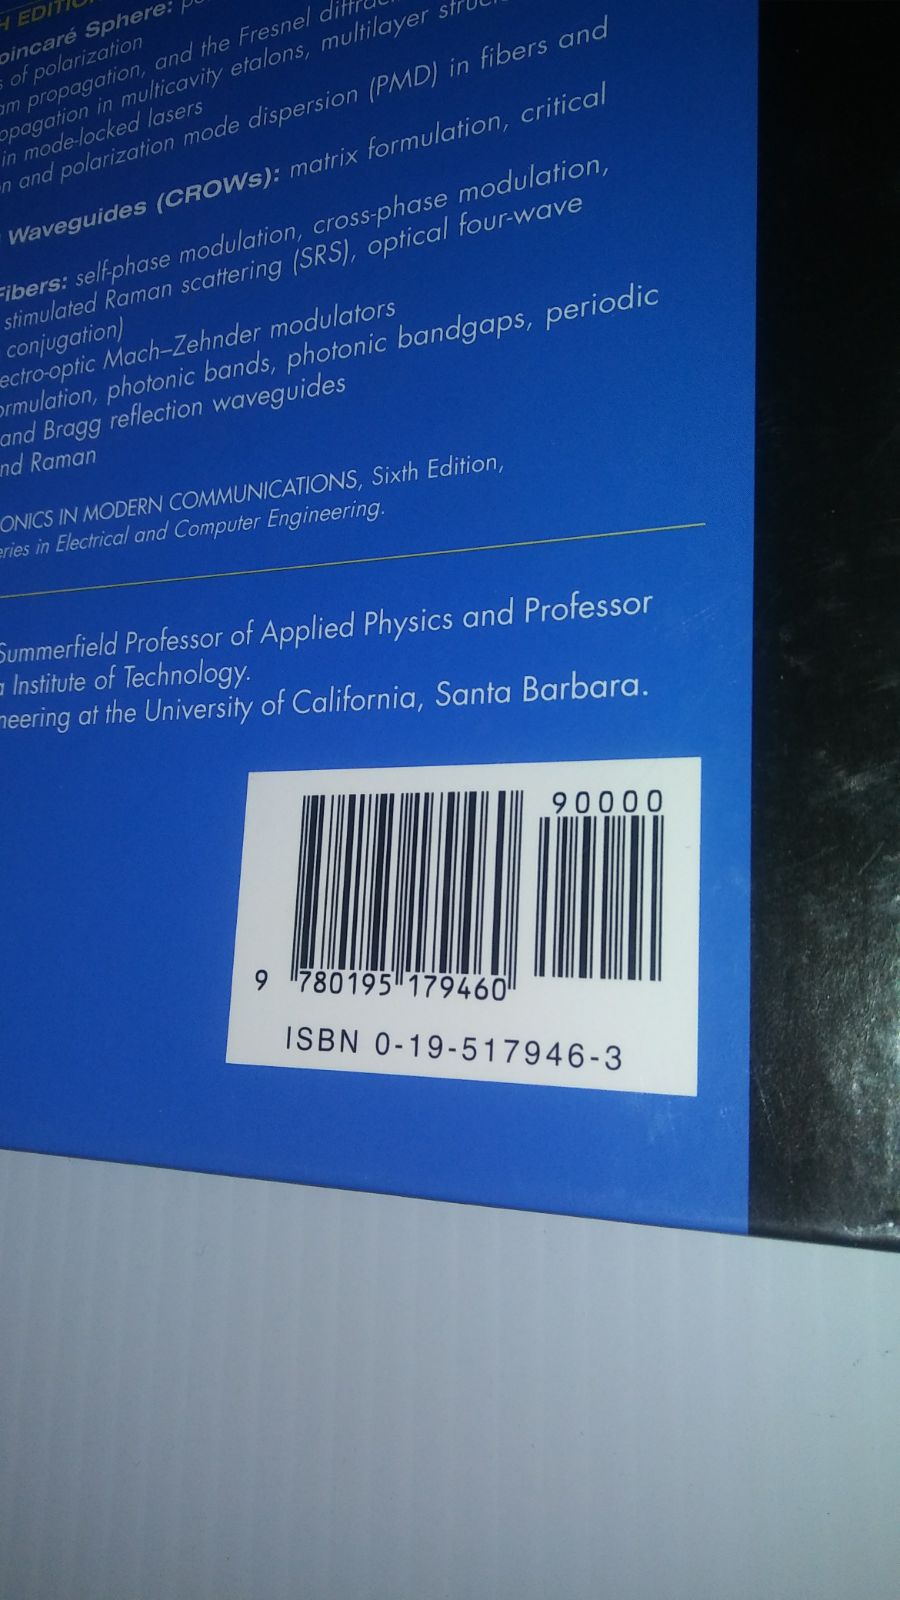 EDITION
Sphere:
of polarization
propagation, and the Fresnel
in multicavity etalons, multilayer
in mode-locked lasers
and polarization mode dispersion (PMD) in fibers and
Waveguides (CROWs): matrix formulation, critical
Fibers: self-phase modulation, cross-phase modulation,
stimulated Raman scattering (SRS), optical four-wave
conjugation)
ectro-optic Mach–Zehnder modulators
ormulation, photonic bands, photonic bandgaps, periodic
and Bragg reflection waveguides
nd Raman
ONICS IN MODERN COMMUNICATIONS, Sixth Edition,
eries in Electrical and Computer Engineering.
Summerfield Professor of Applied Physics and Professor
Institute of Technology.
neering at the University of California, Santa Barbara.
90000
9 780195 179460
ISBN 0-19-517946-3